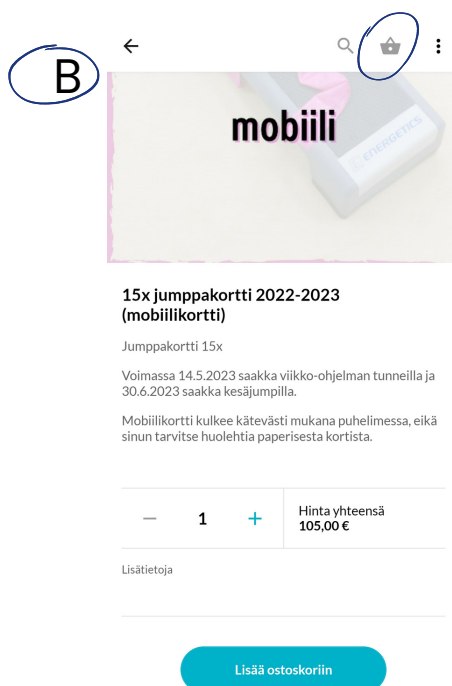 B
mobiili
ENERGETICS
15x jumppakortti 2022-2023
(mobiilikortti)
Jumppakortti 15x
Voimassa 14.5.2023 saakka viikko-ohjelman tunneilla ja
30.6.2023 saakka kesäjumpilla.
Mobiilikortti kulkee kätevästi mukana puhelimessa, eikä
sinun tarvitse huolehtia paperisesta kortista.
− 1 +
Hinta yhteensä
105,00 €
Lisätietoja
Lisää ostoskoriin